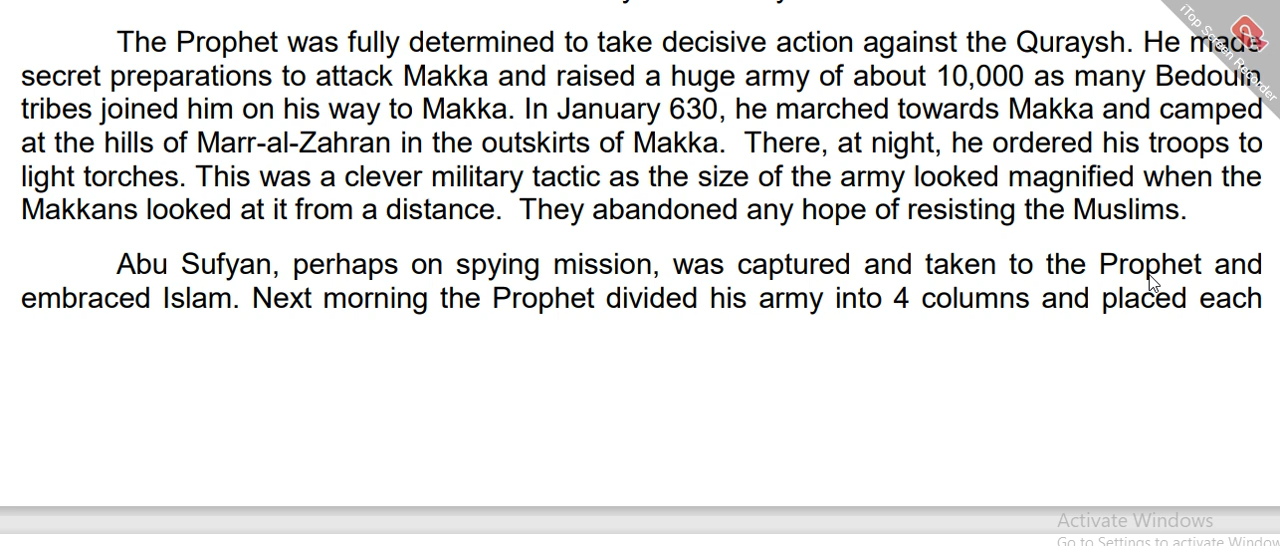 The Prophet was fully determined to take decisive action against the Quraysh. He made
secret preparations to attack Makka and raised a huge army of about 10,000 as many Bedouin
tribes joined him on his way to Makka. In January 630, he marched towards Makka and camped
at the hills of Marr-al-Zahran in the outskirts of Makka. There, at night, he ordered his troops to
light torches. This was a clever military tactic as the size of the army looked magnified when the
Makkans looked at it from a distance. They abandoned any hope of resisting the Muslims.
Abu Sufyan, perhaps on spying mission, was captured and taken to the Prophet and
embraced Islam. Next morning the Prophet divided his army into 4 columns and placed each
iTop Screen Recorder
Activate Windows
Go to Settings to activate Window